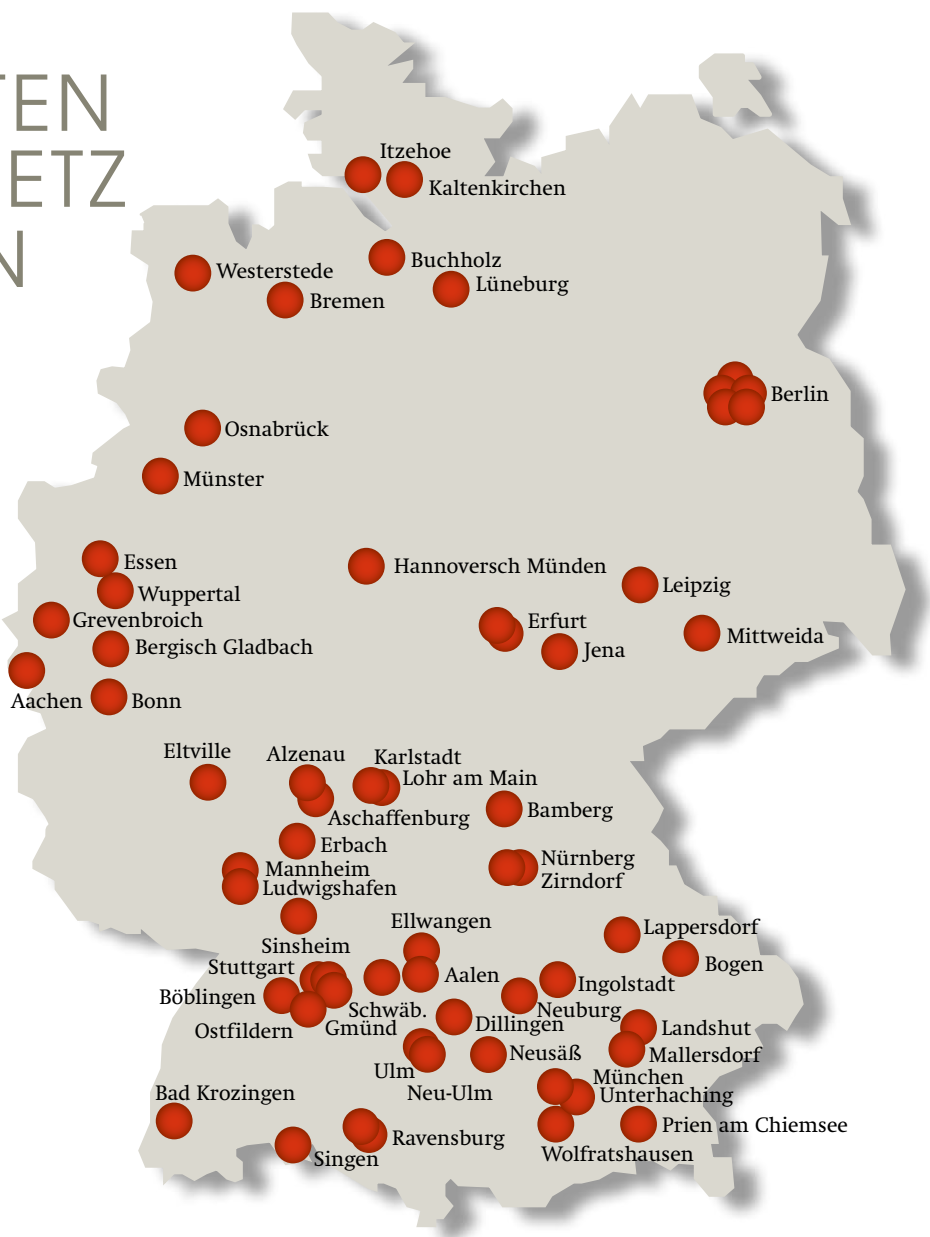 TEN
ETZ
N
Itzehoe
Kaltenkirchen
Buchholz
Westerstede
Lüneburg
Bremen
Berlin
Osnabrück
Münster
Essen
Hannoversch Münden
Leipzig
Wuppertal
Grevenbroich
Erfurt
Mittweida
Bergisch Gladbach
Jena
Aachen
Bonn
Eltville
Alzenau
Karlstadt
Lohr am Main
Bamberg
Aschaffenburg
Erbach
Nürnberg
Mannheim
Zirndorf
Ludwigshafen
Ellwangen
Lappersdorf
Sinsheim
Bogen
Stuttgart
Aalen
Ingolstadt
Böblingen
Schwäb.
Gmünd
Neuburg
Ostfildern
Dillingen
Landshut
Neusäß
Mallersdorf
Ulm
München
Neu-Ulm
Unterhaching
Bad Krozingen
Prien am Chiemsee
Ravensburg
Wolfratshausen
Singen